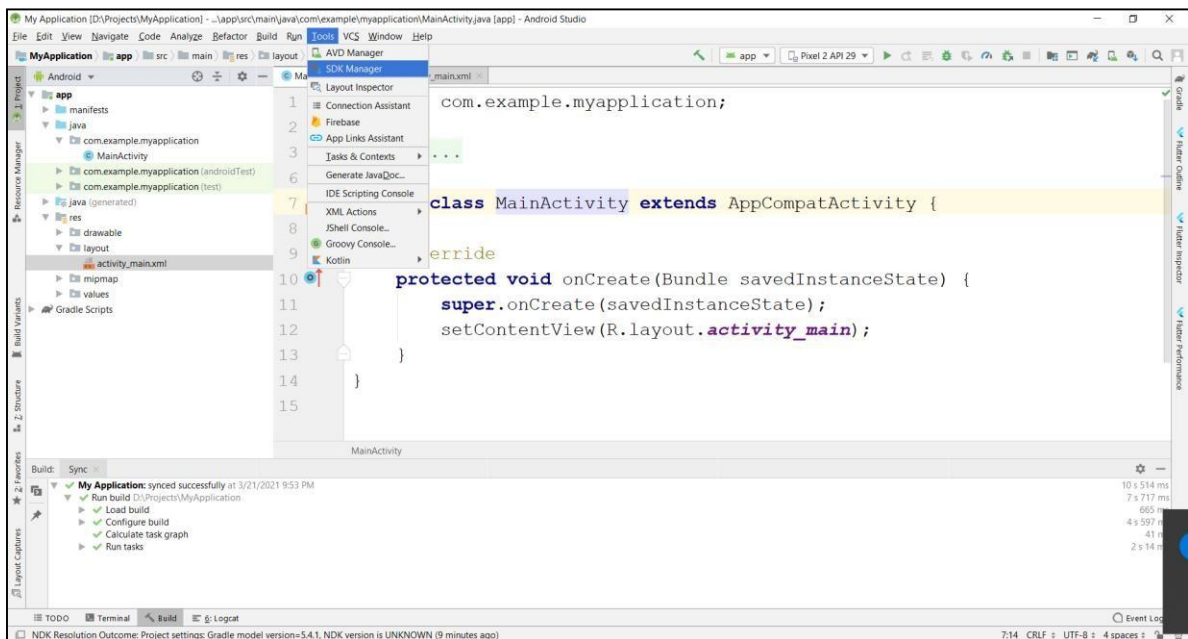 My Application [D:\Projects\MyApplication] - ...\app\src\main\java\com\example\myapplication\MainActivity.java [app] - Android Studio
File Edit View Navigate Code Analyze Refactor Build Run Tools VCS Window Help
MyApplication app src main res layout
app Pixel 2 API 29
AVD Manager
SDK Manager
Layout Inspector
Connection Assistant
Firebase
App Links Assistant
Tasks & Contexts
Generate JavaDoc...
IDE Scripting Console
XML Actions
JShell Console...
Groovy Console...
Kotlin
1: Project
Resource Manager
Build Variants
Z: Structure
2: Favorites
Layout Captures
Android
app
manifests
java
com.example.myapplication
MainActivity
com.example.myapplication (androidTest)
com.example.myapplication (test)
java (generated)
res
drawable
layout
activity_main.xml
mipmap
values
Gradle Scripts
Ma
_main.xml
1 com.example.myapplication;
2
3 ...
6
7 class MainActivity extends AppCompatActivity {
8
9 erride
10 protected void onCreate(Bundle savedInstanceState) {
11 super.onCreate(savedInstanceState);
12 setContentView(R.layout.activity_main);
13 }
14 }
15
MainActivity
Gradle
Flutter Outline
Flutter Inspector
Flutter Performance
Build: Sync
My Application: synced successfully at 3/21/2021 9:53 PM 10 s 514 ms
Run build D:\Projects\MyApplication 7 s 717 ms
Load build 665 m
Configure build 4 s 597 m
Calculate task graph 41 m
Run tasks 2 s 14 m
TODO Terminal Build 6: Logcat Event Log
NDK Resolution Outcome: Project settings: Gradle model version=5.4.1, NDK version is UNKNOWN (9 minutes ago) 7:14 CRLF UTF-8 4 spaces